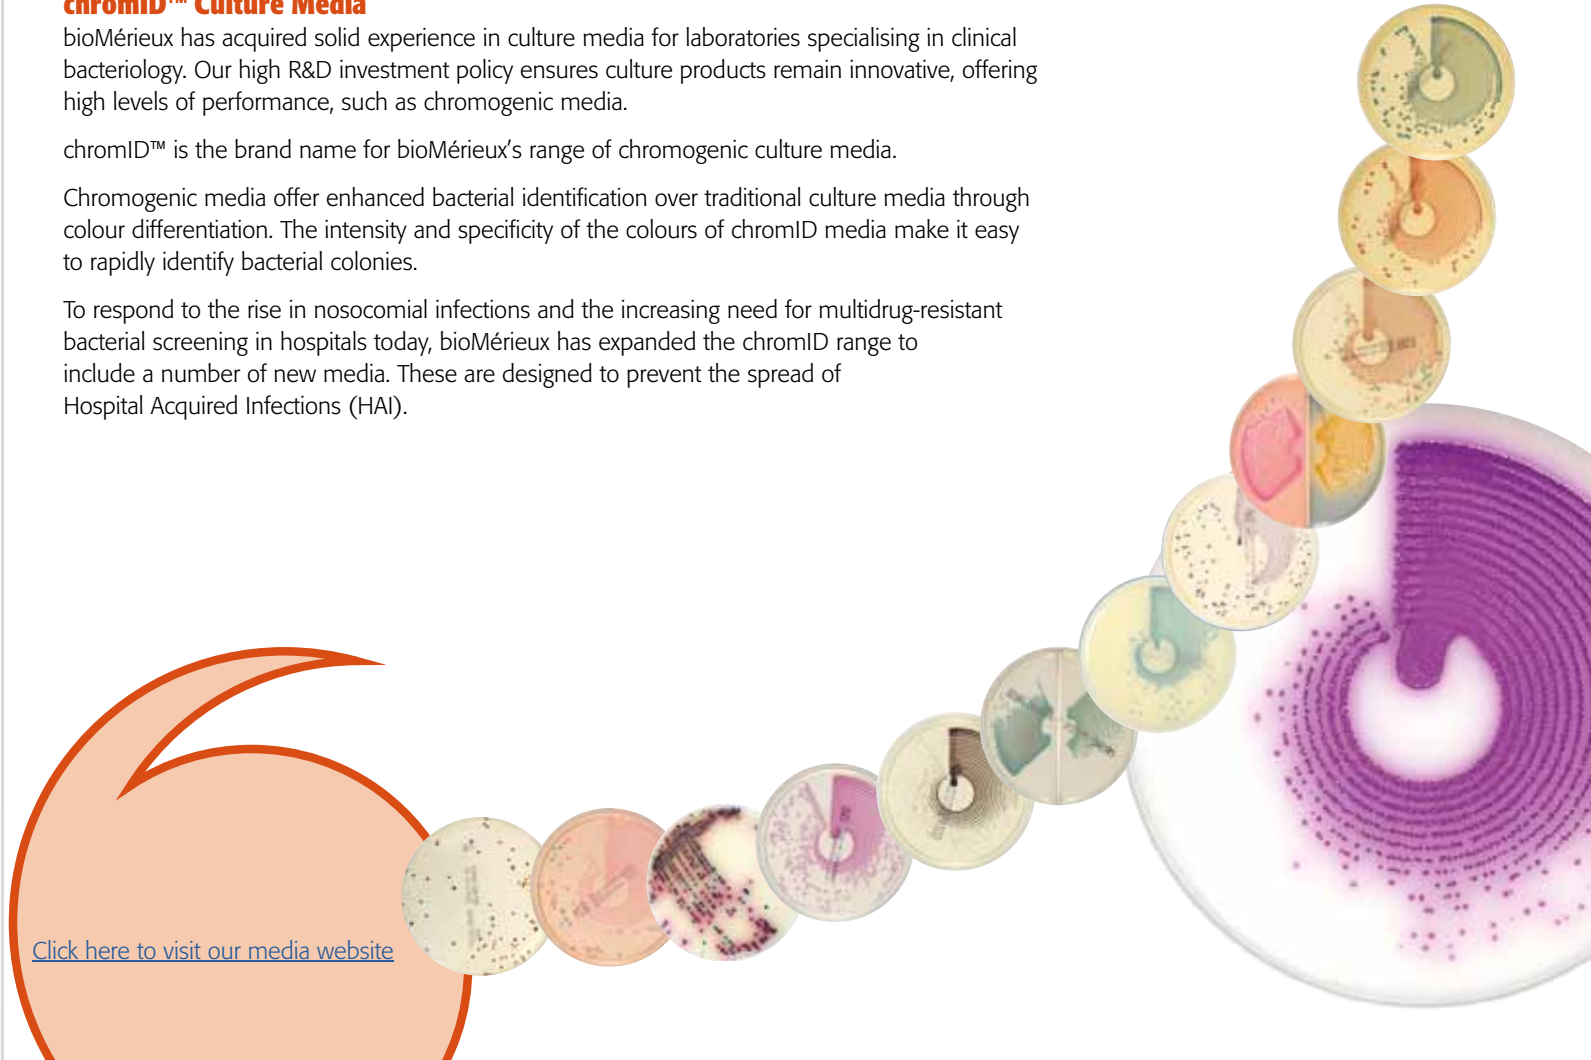 chromID™ Culture Media
bioMérieux has acquired solid experience in culture media for laboratories specialising in clinical
bacteriology. Our high R&D investment policy ensures culture products remain innovative, offering
high levels of performance, such as chromogenic media.
chromID™ is the brand name for bioMérieux's range of chromogenic culture media.
Chromogenic media offer enhanced bacterial identification over traditional culture media through
colour differentiation. The intensity and specificity of the colours of chromID media make it easy
to rapidly identify bacterial colonies.
To respond to the rise in nosocomial infections and the increasing need for multidrug-resistant
bacterial screening in hospitals today, bioMérieux has expanded the chromID range to
include a number of new media. These are designed to prevent the spread of
Hospital Acquired Infections (HAI).
Click here to visit our media website